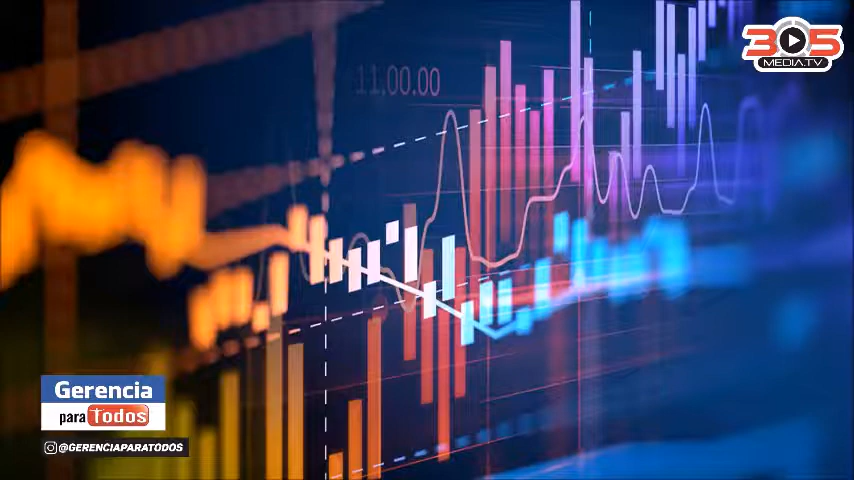 11,00.00
305
MEDIA.TV
Gerencia
para Todos
@GERENCIAPARATODOS